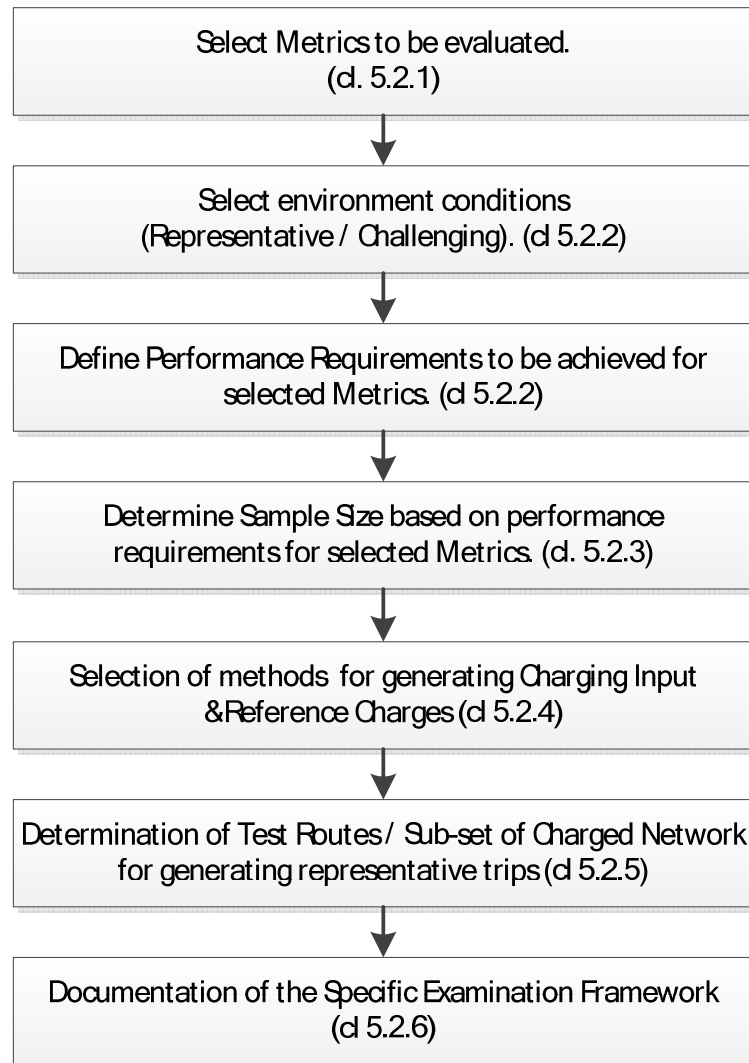 Select Metrics to be evaluated.
(cl. 5.2.1)
Select environment conditions
(Representative / Challenging). (cl 5.2.2)
Define Performance Requirements to be achieved for
selected Metrics. (cl 5.2.2)
Determine Sample Size based on performance
requirements for selected Metrics. (cl. 5.2.3)
Selection of methods for generating Charging Input
&Reference Charges (cl 5.2.4)
Determination of Test Routes / Sub-set of Charged Network
for generating representative trips (cl 5.2.5)
Documentation of the Specific Examination Framework
(cl 5.2.6)